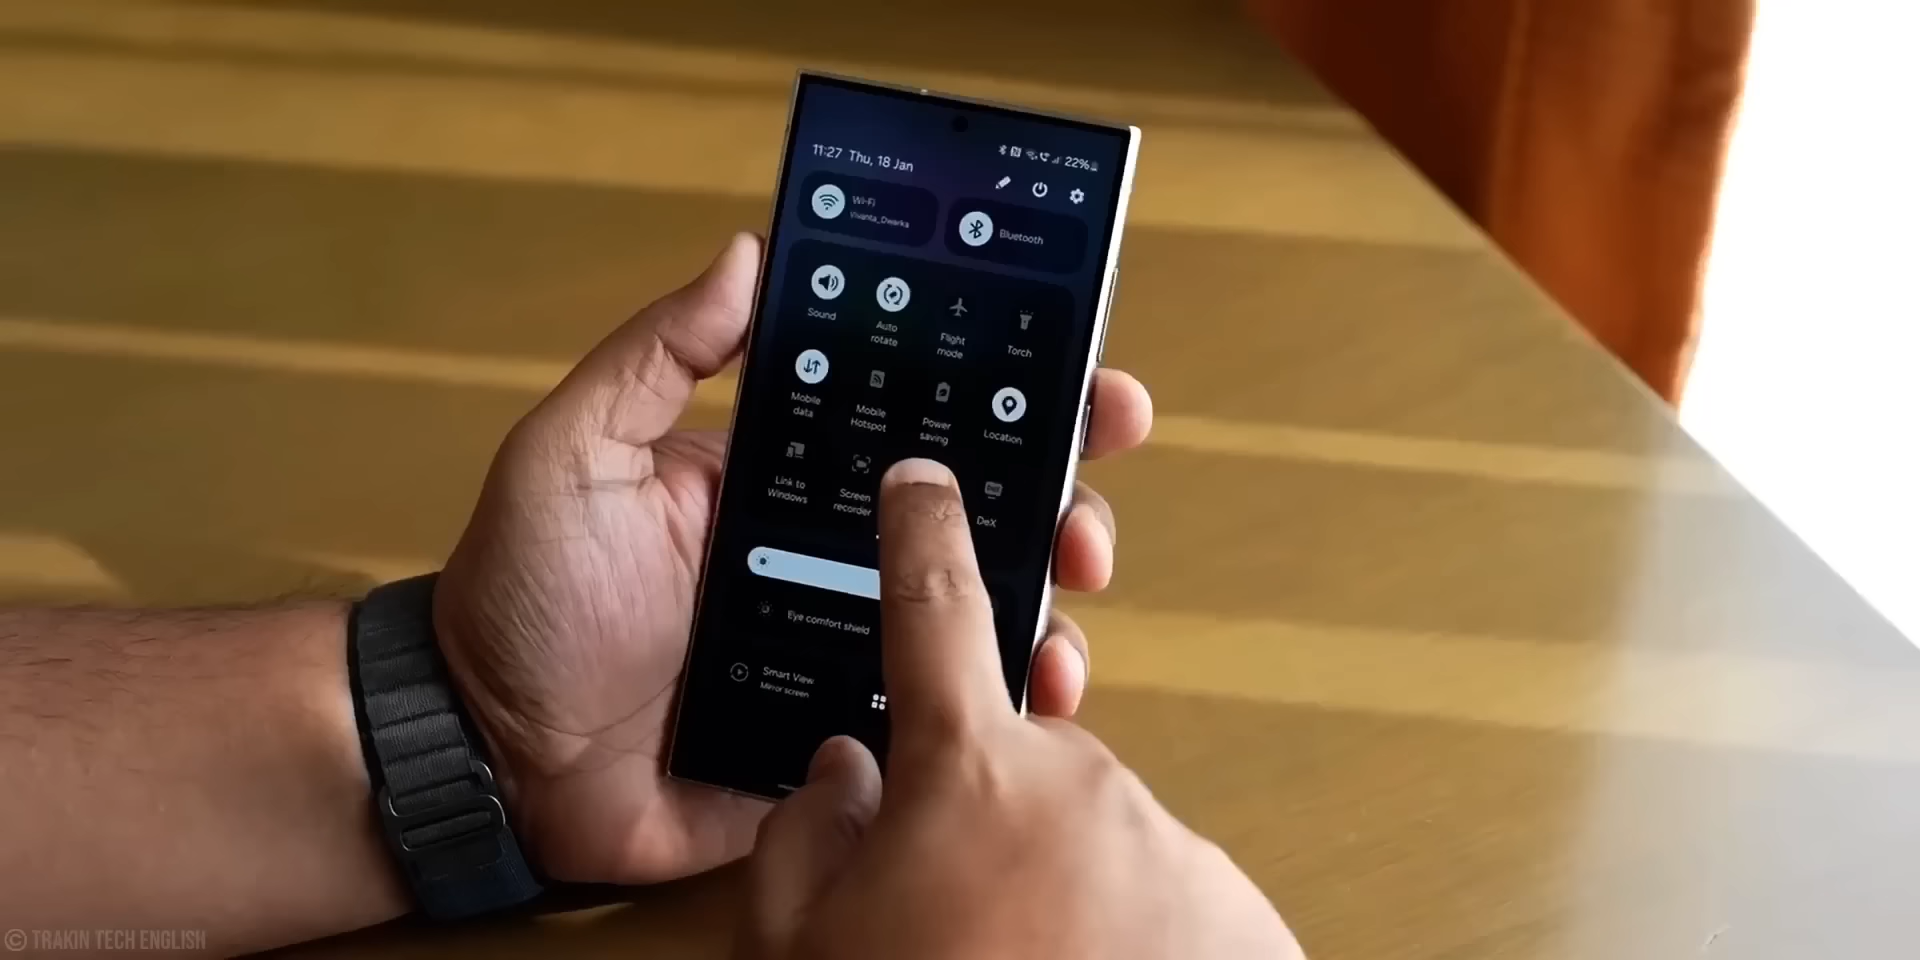 11:27 Thu, 18 Jan
22%
Wi-Fi
Vivanta_Dwarka
Bluetooth
Sound
Auto
rotate
Flight
mode
Torch
Mobile
data
Mobile
Hotspot
Power
saving
Location
Link to
Windows
Screen
recorder
DeX
Eye comfort shield
Smart View
Mirror screen
© TRAKIN TECH ENGLISH